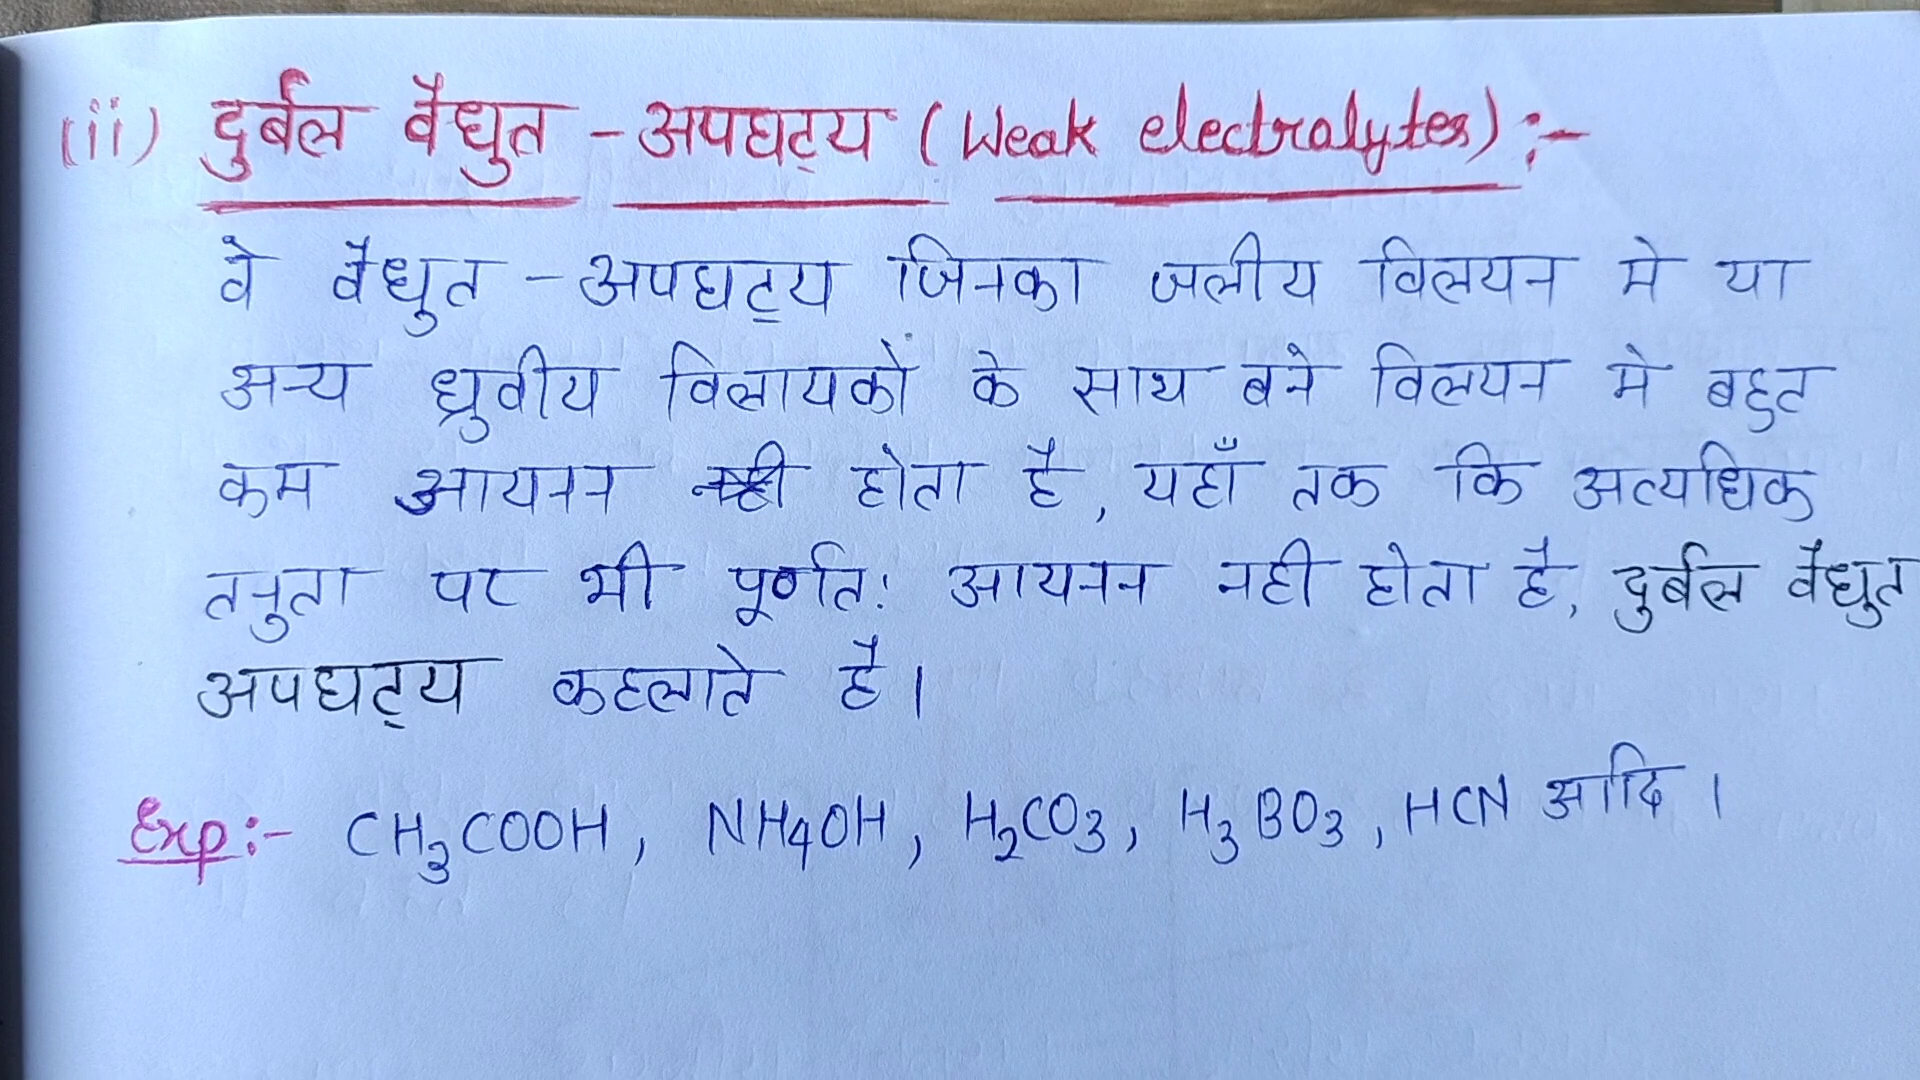 (ii) दुर्बल वैधुत - अपघट्य (Weak electrolytes) :-
वे वैधुत - अपघट्य जिनका जलीय विलयन मे या
अन्य ध्रुवीय विलायकों के साथ बने विलयन मे बहुत
कम आयनन होता है, यहाँ तक कि अत्यधिक
तनुता पर भी पूर्णत: आयनन नही होता है, दुर्बल वैधुत
अपघट्य कहलाते है।
Exp:- CH₃COOH, NH4OH, H₂CO₃, H₃BO₃, HCN आदि ।